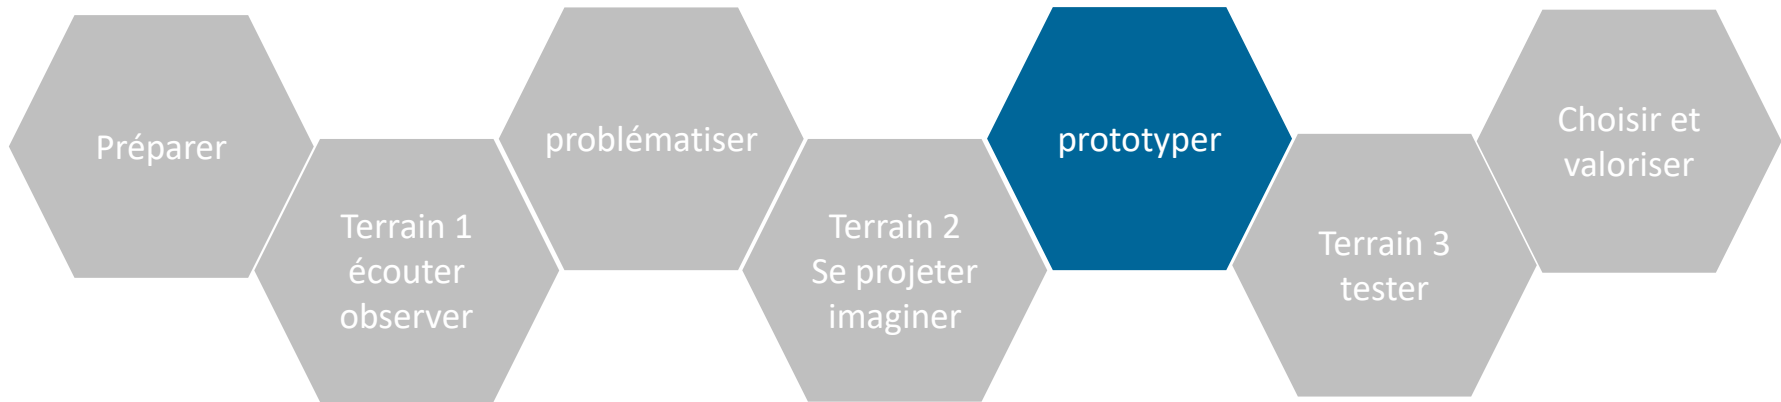 Préparer
Terrain 1
écouter
observer
problématiser
Terrain 2
Se projeter
imaginer
prototyper
Terrain 3
tester
Choisir et
valoriser